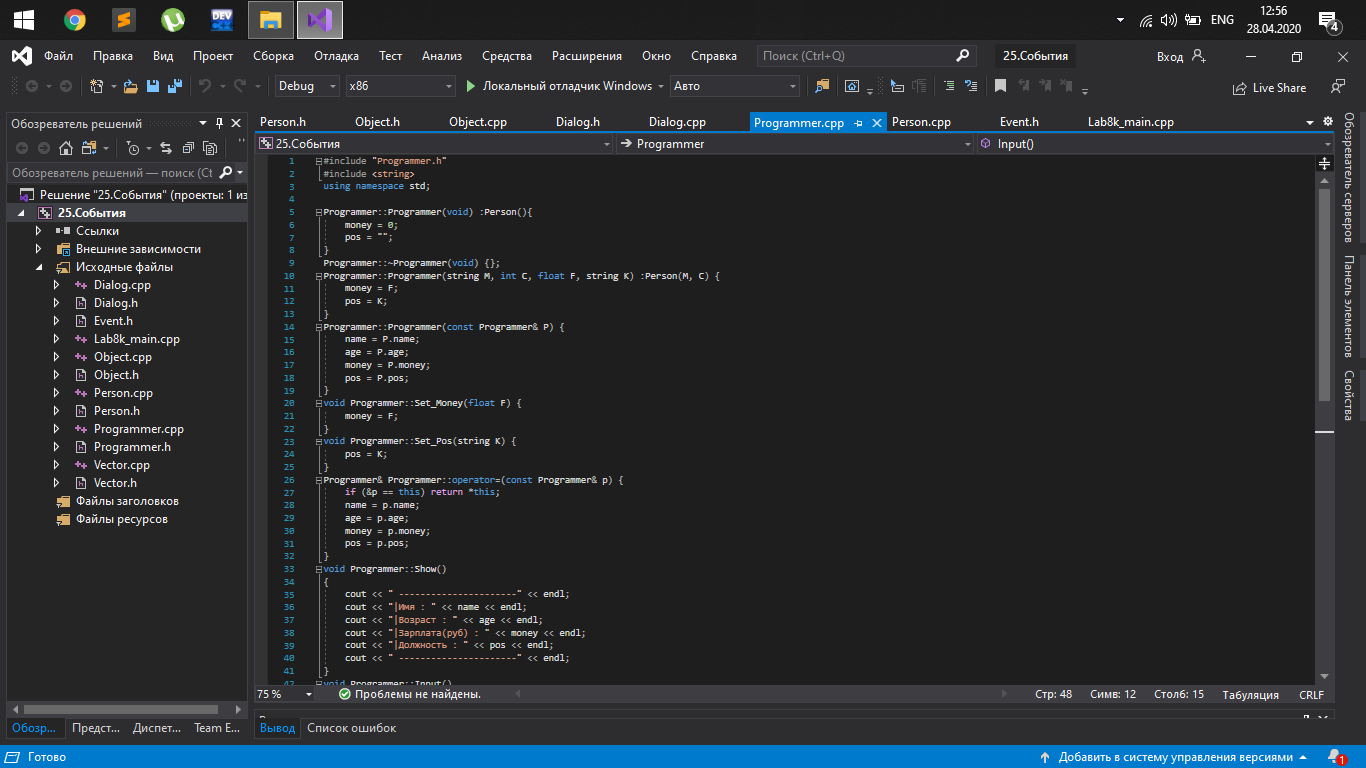 DEV
C++
ENG
12:56
28.04.2020
4
Файл Правка Вид Проект Сборка Отладка Тест Анализ Средства Расширения Окно Справка Поиск (Ctrl+Q) 25.События Вход
Debug x86 Локальный отладчик Windows Авто Live Share
Обозреватель решений
Обозреватель решений — поиск (Ct
Решение "25.События" (проекты: 1 из
25.События
Ссылки
Внешние зависимости
Исходные файлы
Dialog.cpp
Dialog.h
Event.h
Lab8k_main.cpp
Object.cpp
Object.h
Person.cpp
Person.h
Programmer.cpp
Programmer.h
Vector.cpp
Vector.h
Файлы заголовков
Файлы ресурсов
Обозр... Предст... Диспет... Team E...
Person.h Object.h Object.cpp Dialog.h Dialog.cpp Programmer.cpp Person.cpp Event.h Lab8k_main.cpp
25.События Programmer Input()
1 #include "Programmer.h"
2 #include <string>
3 using namespace std;
4
5 Programmer::Programmer(void) :Person(){
6 money = 0;
7 pos = "";
8 }
9 Programmer::~Programmer(void) {};
10 Programmer::Programmer(string M, int C, float F, string K) :Person(M, C) {
11 money = F;
12 pos = K;
13 }
14 Programmer::Programmer(const Programmer& P) {
15 name = P.name;
16 age = P.age;
17 money = P.money;
18 pos = P.pos;
19 }
20 void Programmer::Set_Money(float F) {
21 money = F;
22 }
23 void Programmer::Set_Pos(string K) {
24 pos = K;
25 }
26 Programmer& Programmer::operator=(const Programmer& p) {
27 if (&p == this) return *this;
28 name = p.name;
29 age = p.age;
30 money = p.money;
31 pos = p.pos;
32 }
33 void Programmer::Show()
34 {
35 cout << " ----------------------" << endl;
36 cout << "|Имя : " << name << endl;
37 cout << "|Возраст : " << age << endl;
38 cout << "|Зарплата(руб) : " << money << endl;
39 cout << "|Должность : " << pos << endl;
40 cout << " ----------------------" << endl;
41 }
42 void Programmer::Input()
75 % Проблемы не найдены. Стр: 48 Симв: 12 Столб: 15 Табуляция CRLF
Вывод Список ошибок
Обозреватель серверов
Панель элементов
Свойства
Готово Добавить в систему управления версиями 1